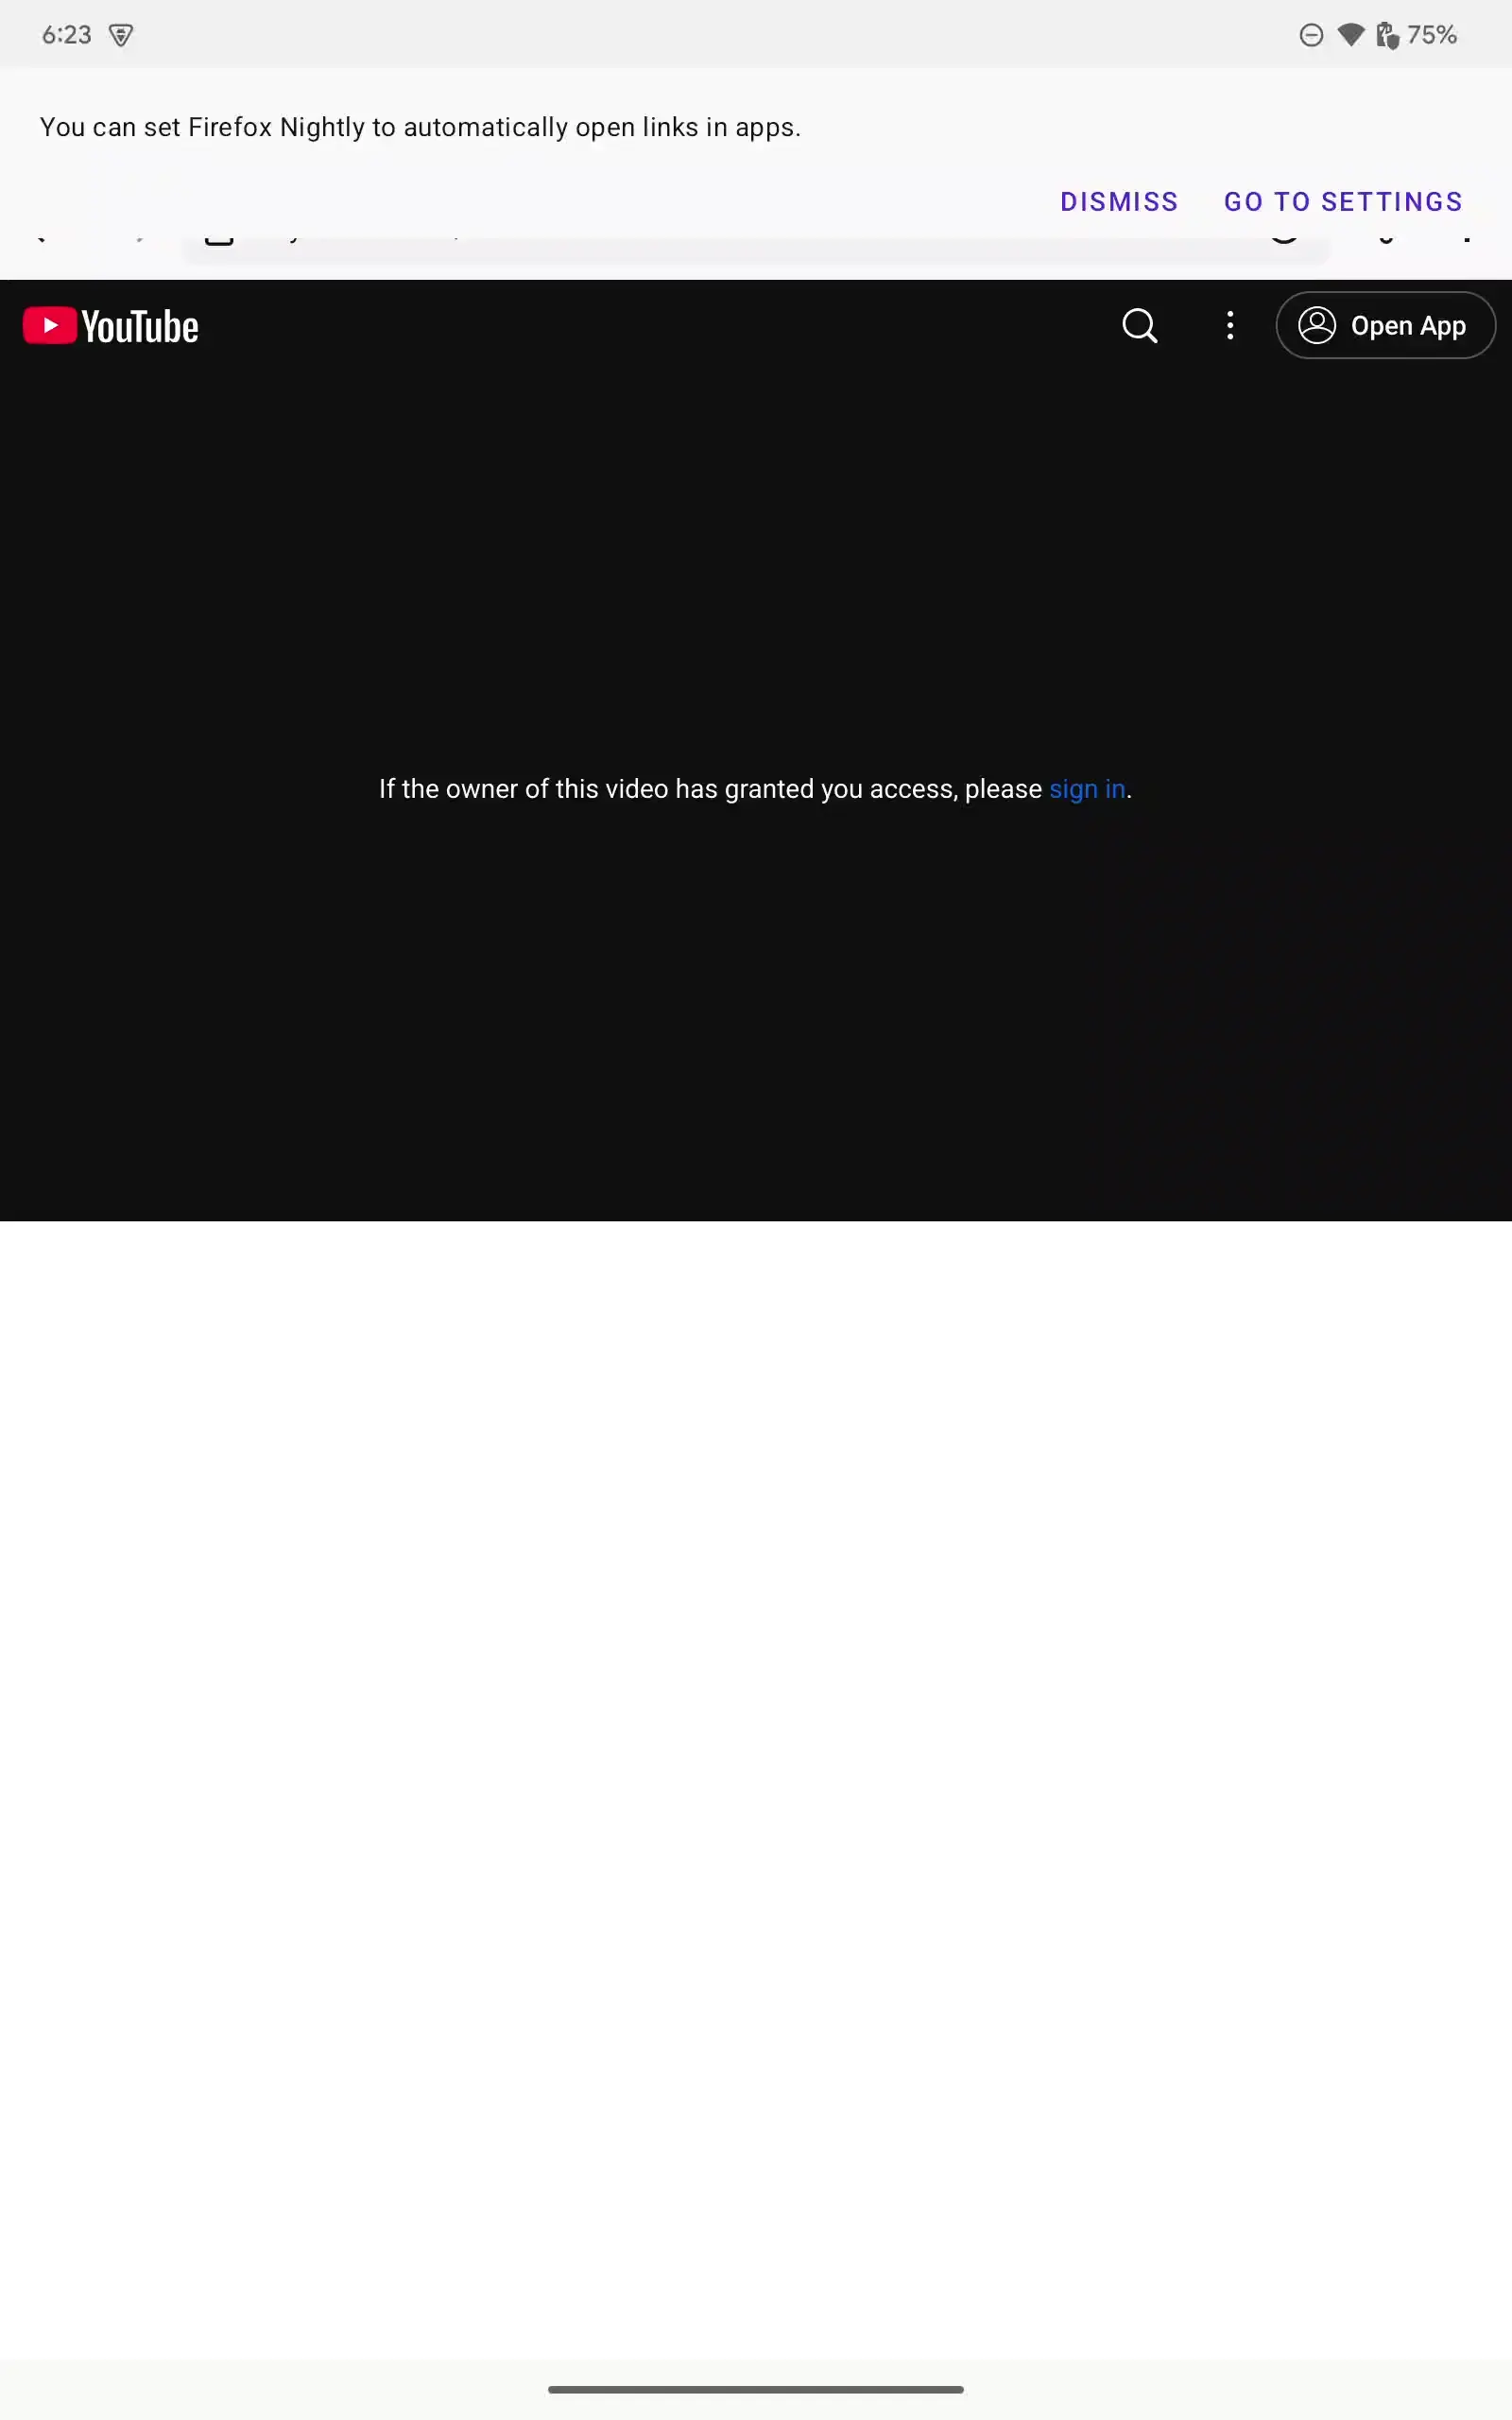 6:23
75%
You can set Firefox Nightly to automatically open links in apps.
DISMISS GO TO SETTINGS
YouTube
Open App
If the owner of this video has granted you access, please sign in.